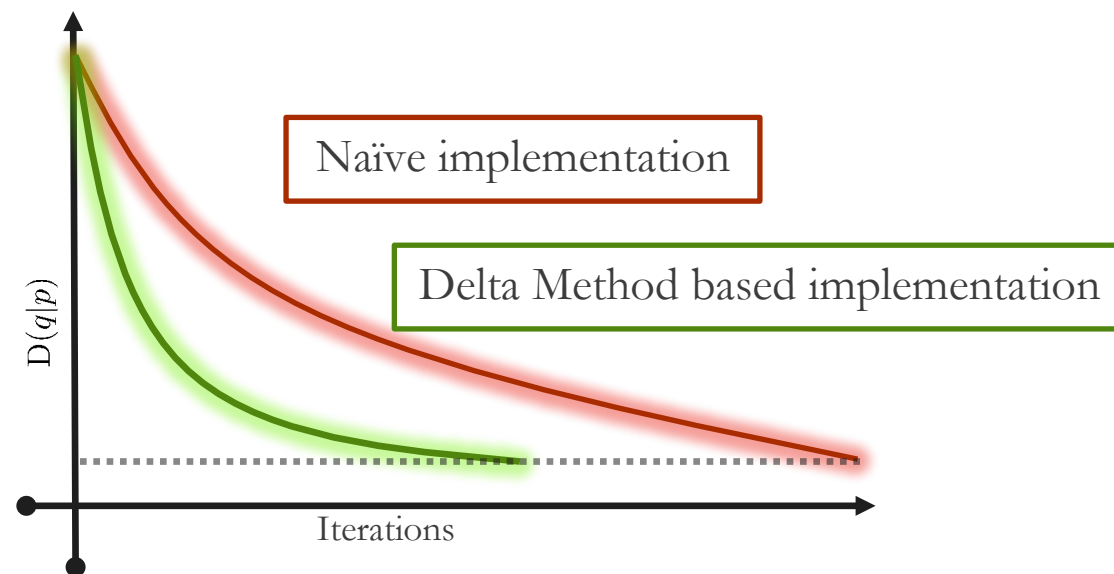 Naïve implementation
Delta Method based implementation
D(q|p)
Iterations